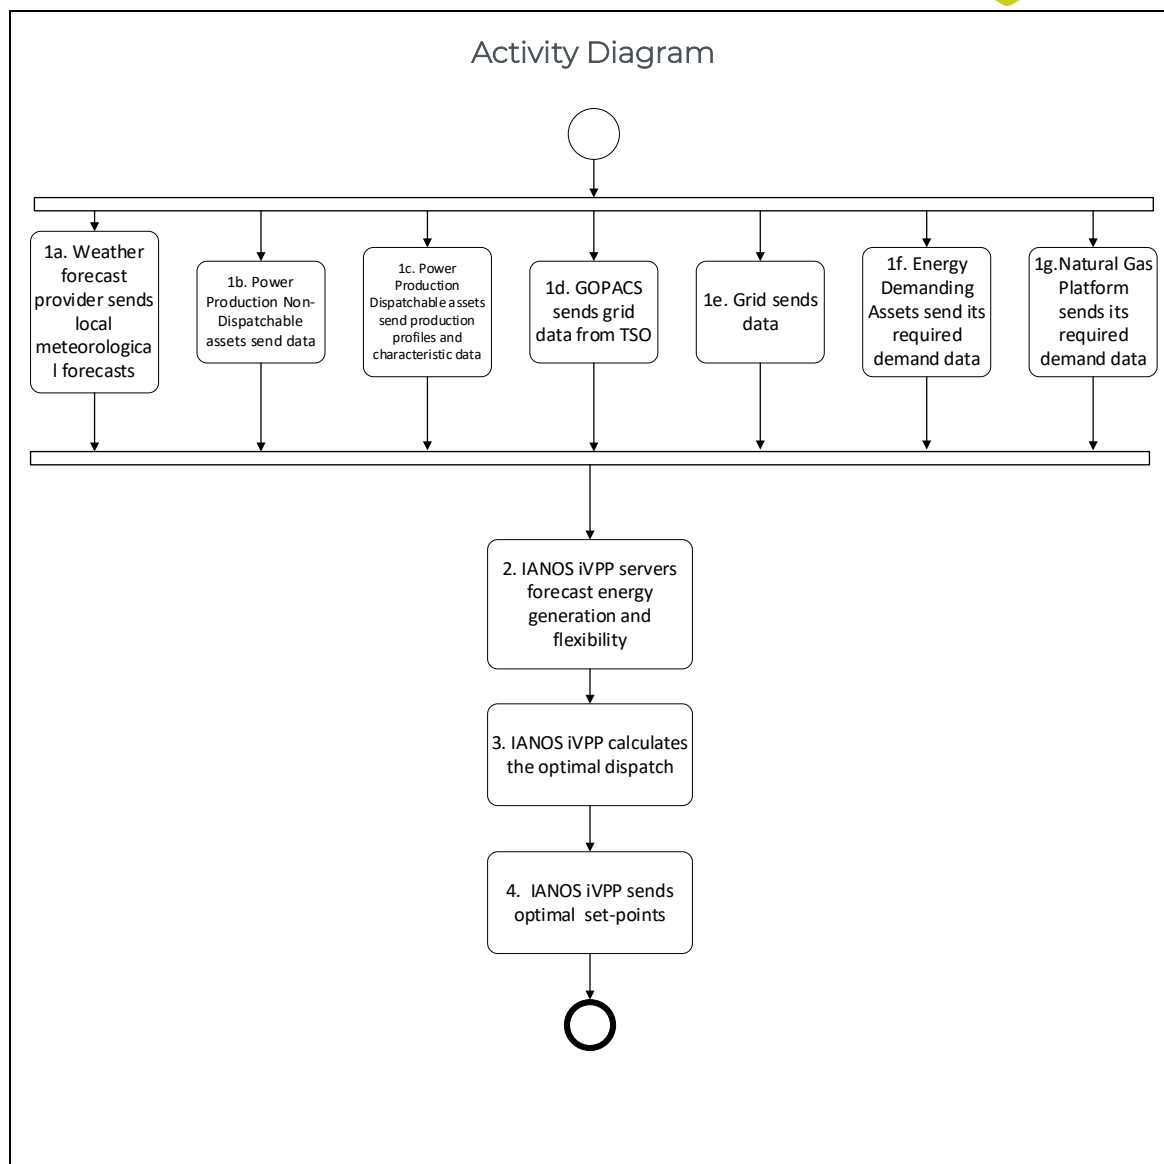 Activity Diagram
1a. Weather
forecast
provider sends
local
meteorologica
l forecasts
1b. Power
Production Non-
Dispatchable
assets send data
1c. Power
Production
Dispatchable assets
send production
profiles and
characteristic data
1d. GOPACS
sends grid
data from TSO
1e. Grid sends
data
1f. Energy
Demanding
Assets send its
required
demand data
1g.Natural Gas
Platform
sends its
required
demand data
2. IANOS iVPP servers
forecast energy
generation and
flexibility
3. IANOS iVPP calculates
the optimal dispatch
4. IANOS iVPP sends
optimal set-points